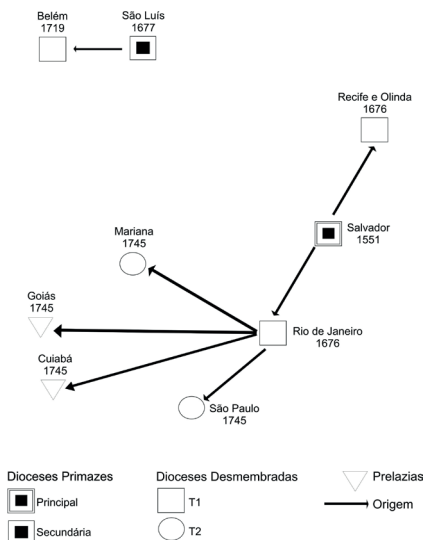 Belém
1719
São Luís
1677
Recife e Olinda
1676
Salvador
1551
Mariana
1745
Goiás
1745
Rio de Janeiro
1676
Cuiabá
1745
São Paulo
1745
Dioceses Primazes
Principal
Secundária
Dioceses Desmembradas
T1
T2
Prelazias
Origem